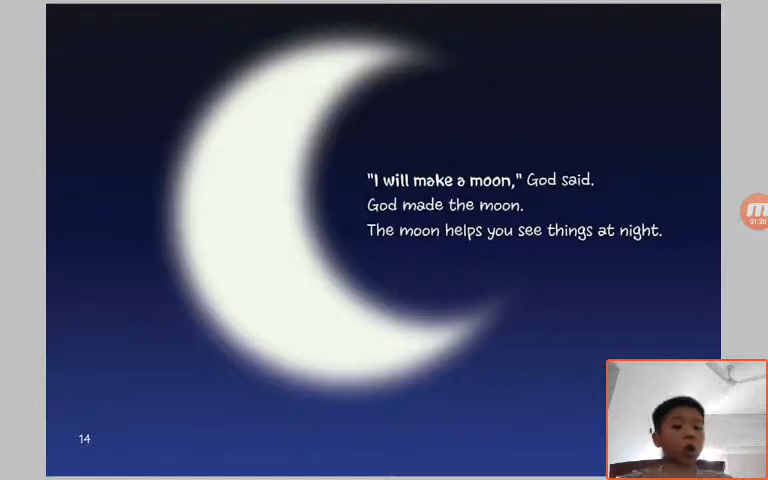 "I will make a moon," God said.
God made the moon.
The moon helps you see things at night.
14